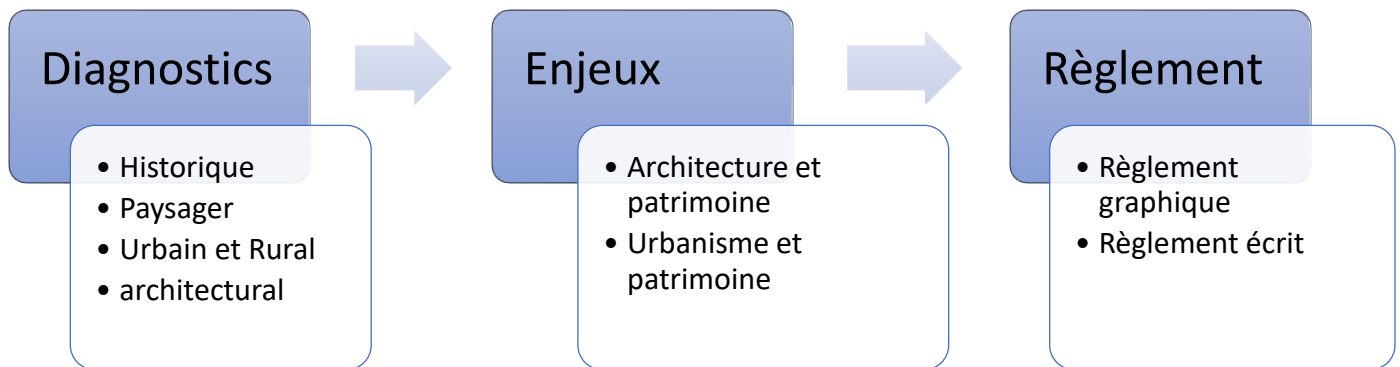 Diagnostics
• Historique
• Paysager
• Urbain et Rural
• architectural
Enjeux
• Architecture et
patrimoine
• Urbanisme et
patrimoine
Règlement
• Règlement
graphique
• Règlement écrit